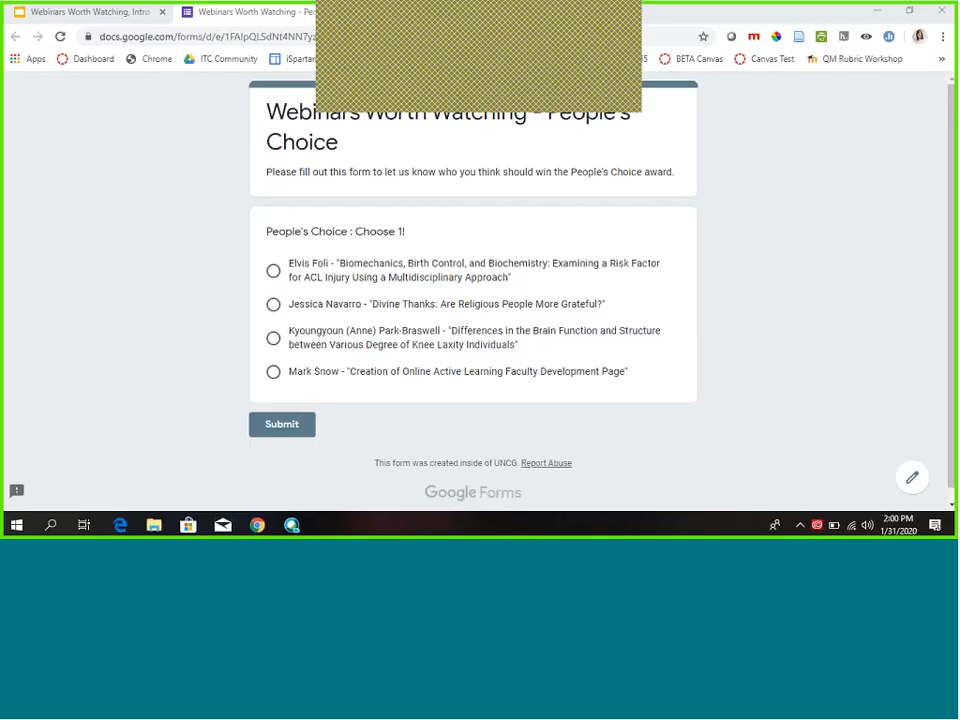 Webinars Worth Watching, Intro
Webinars Worth Watching - Pe
docs.google.com/forms/d/e/
Apps
Dashboard
Chrome
ITC Community
iSpartan
BETA Canvas
Canvas Test
QM Rubric Workshop
Webinars Worth Watching - People's
Choice
Please fill out this form to let us know who you think should win the People's Choice award.
People's Choice : Choose 1!
Elvis Foli - "Biomechanics, Birth Control, and Biochemistry: Examining a Risk Factor
for ACL Injury Using a Multidisciplinary Approach"
Jessica Navarro - "Divine Thanks: Are Religious People More Grateful?"
Kyoungyoun (Anne) Park-Braswell - "Differences in the Brain Function and Structure
between Various Degree of Knee Laxity Individuals"
Mark Snow - "Creation of Online Active Learning Faculty Development Page"
Submit
This form was created inside of UNCG. Report Abuse
Google Forms
2:00 PM
1/31/2020